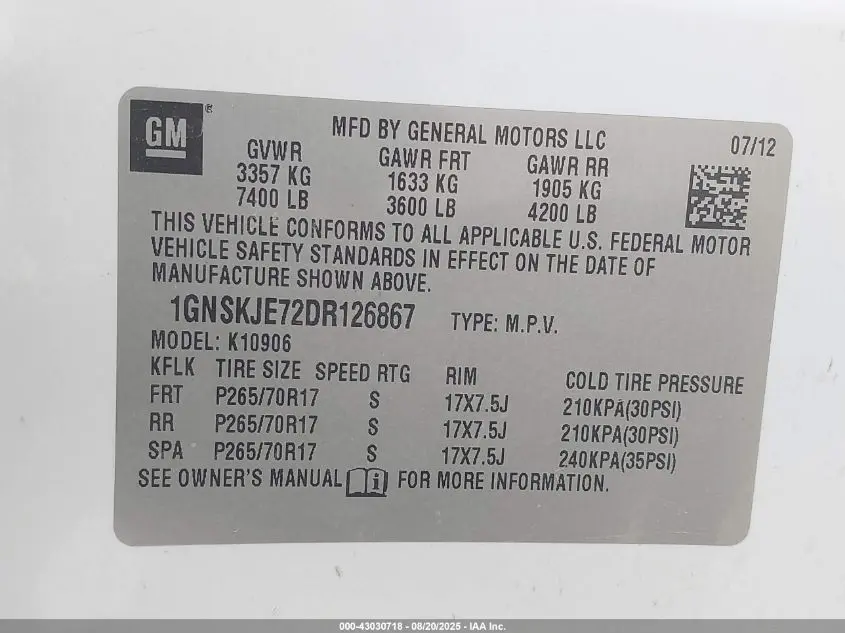 GM ®
MFD BY GENERAL MOTORS LLC 07/12
GVWR GAWR FRT GAWR RR
3357 KG 1633 KG 1905 KG
7400 LB 3600 LB 4200 LB
THIS VEHICLE CONFORMS TO ALL APPLICABLE U.S. FEDERAL MOTOR
VEHICLE SAFETY STANDARDS IN EFFECT ON THE DATE OF
MANUFACTURE SHOWN ABOVE.
1GNSKJE72DR126867 TYPE: M.P.V.
MODEL: K10906
KFLK TIRE SIZE SPEED RTG RIM COLD TIRE PRESSURE
FRT P265/70R17 S 17X7.5J 210KPA(30PSI)
RR P265/70R17 S 17X7.5J 210KPA(30PSI)
SPA P265/70R17 S 17X7.5J 240KPA(35PSI)
SEE OWNER'S MANUAL i FOR MORE INFORMATION.
000-43030718 - 08/20/2025 - IAA Inc.